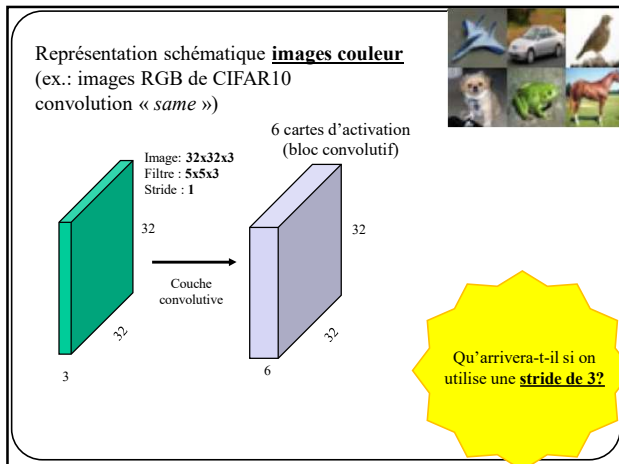 Représentation schématique images couleur
(ex.: images RGB de CIFAR10
convolution « same »)
6 cartes d'activation
(bloc convolutif)
Image: 32x32x3
Filtre : 5x5x3
Stride : 1
32
32
Couche
convolutive
32
32
3
6
Qu'arrivera-t-il si on
utilise une stride de 3?